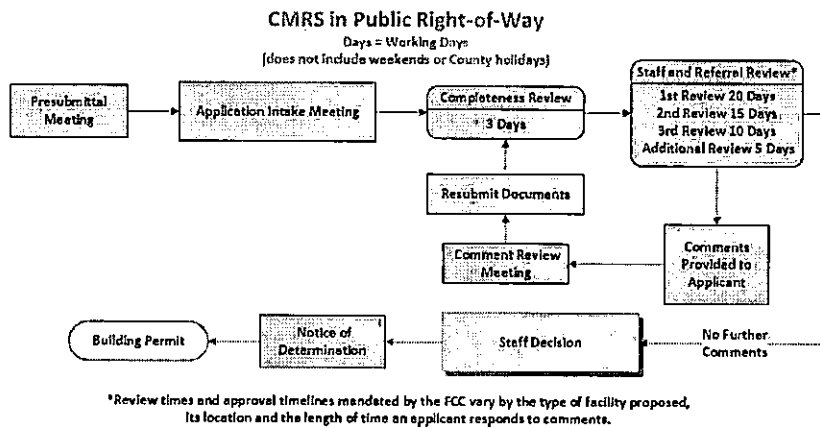 CMRS in Public Right-of-Way
Days = Working Days
(does not include weekends or County holidays)
Presubmittal
Meeting
Application Intake Meeting
Completeness Review
* 3 Days
Staff and Referral Review*
1st Review 20 Days
2nd Review 15 Days
3rd Review 10 Days
Additional Review 5 Days
Resubmit Documents
Comment Review
Meeting
Comments
Provided to
Applicant
Building Permit
Notice of
Determination
Staff Decision
No Further
Comments
*Review times and approval timelines mandated by the FCC vary by the type of facility proposed,
its location and the length of time an applicant responds to comments.